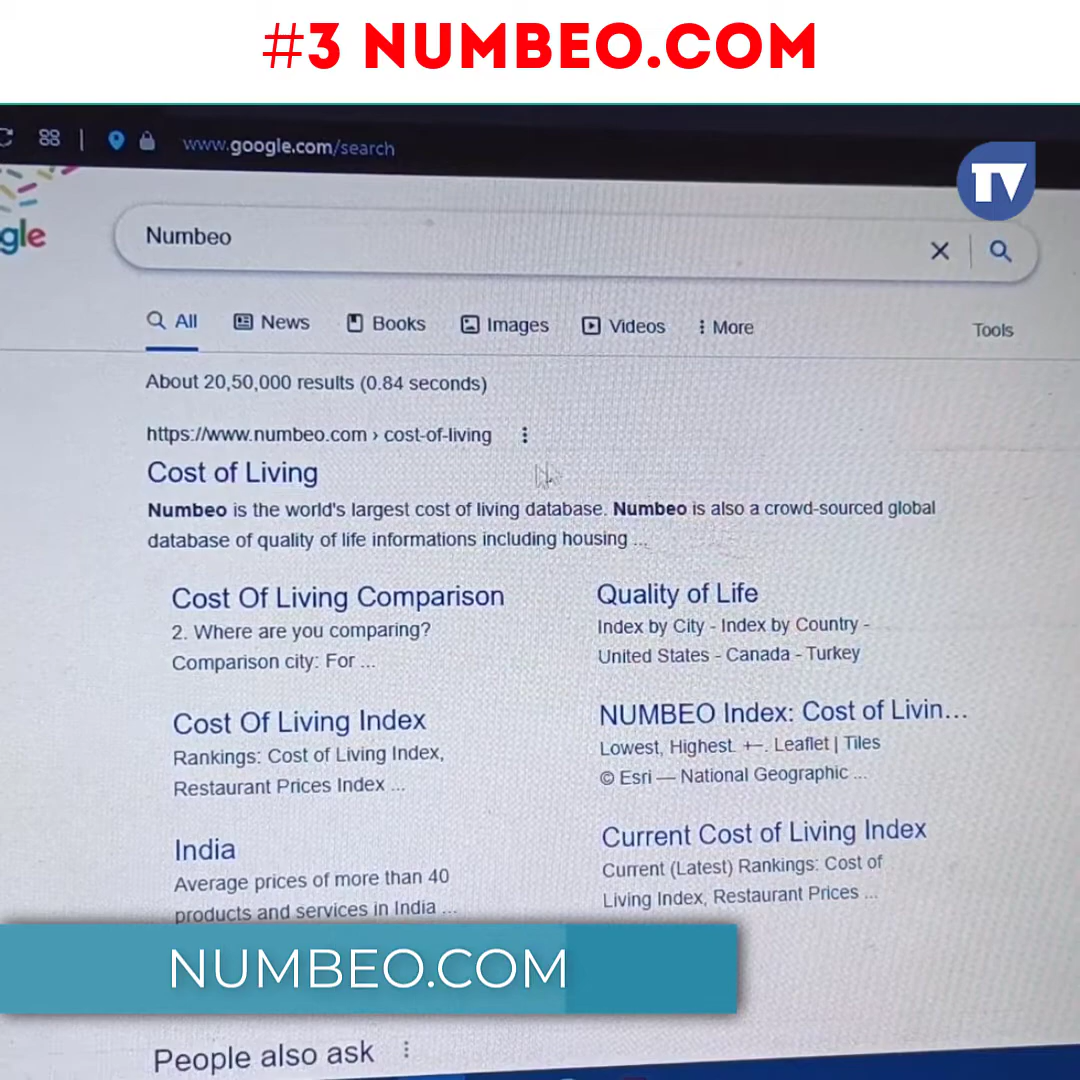 #3 NUMBEO.COM
www.google.com/search
TV
gle
Numbeo
All News Books Images Videos More Tools
About 20,50,000 results (0.84 seconds)
https://www.numbeo.com › cost-of-living
Cost of Living
Numbeo is the world's largest cost of living database. Numbeo is also a crowd-sourced global
database of quality of life informations including housing ...
Cost Of Living Comparison
2. Where are you comparing?
Comparison city: For ...
Quality of Life
Index by City - Index by Country -
United States - Canada - Turkey
Cost Of Living Index
Rankings: Cost of Living Index,
Restaurant Prices Index ...
NUMBEO Index: Cost of Livin...
Lowest, Highest. +−. Leaflet | Tiles
© Esri — National Geographic ...
India
Average prices of more than 40
products and services in India ...
Current Cost of Living Index
Current (Latest) Rankings: Cost of
Living Index, Restaurant Prices ...
NUMBEO.COM
People also ask